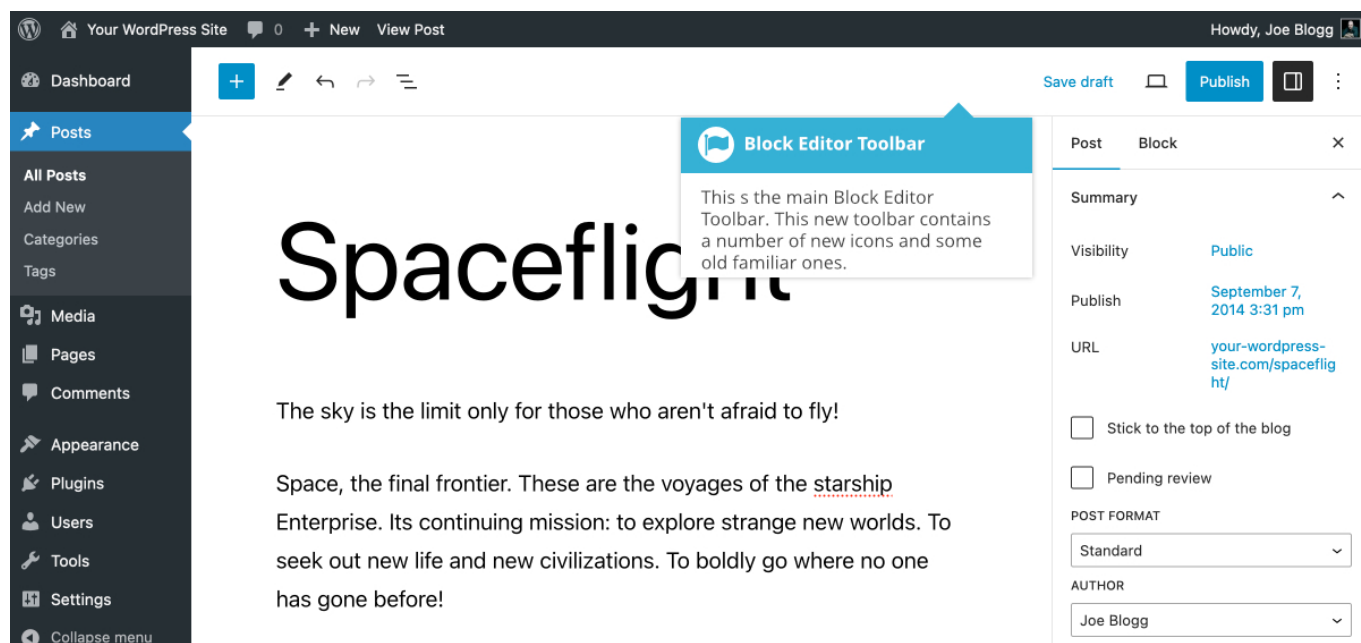 Your WordPress Site 0 New View Post Howdy, Joe Blogg
Dashboard
Posts
All Posts
Add New
Categories
Tags
Media
Pages
Comments
Appearance
Plugins
Users
Tools
Settings
Collapse menu
Save draft Publish
Block Editor Toolbar
This s the main Block Editor
Toolbar. This new toolbar contains
a number of new icons and some
old familiar ones.
Spaceflight
The sky is the limit only for those who aren't afraid to fly!
Space, the final frontier. These are the voyages of the starship
Enterprise. Its continuing mission: to explore strange new worlds. To
seek out new life and new civilizations. To boldly go where no one
has gone before!
Post Block
Summary
Visibility Public
Publish September 7,
2014 3:31 pm
URL your-wordpress-
site.com/spaceflig
ht/
Stick to the top of the blog
Pending review
POST FORMAT
Standard
AUTHOR
Joe Blogg